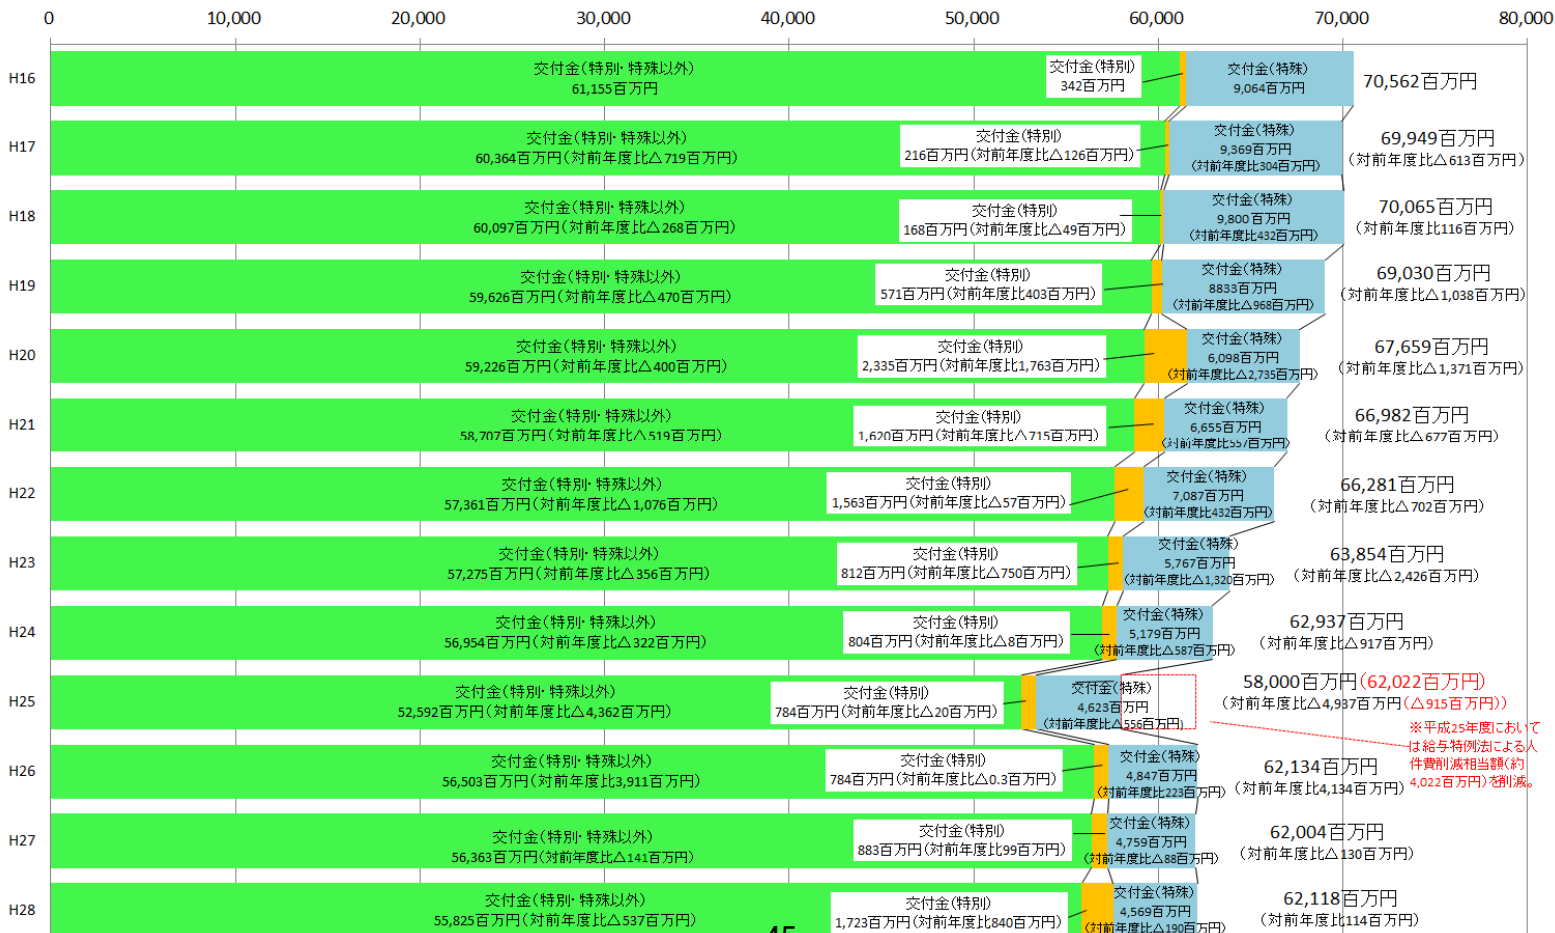 0 10,000 20,000 30,000 40,000 50,000 60,000 70,000 80,000
H16
交付金(特別・特殊以外)
61,155百万円
交付金(特別)
342百万円
交付金(特殊)
9,064百万円
70,562百万円
H17
交付金(特別・特殊以外)
60,364百万円(対前年度比△719百万円)
交付金(特別)
216百万円(対前年度比△126百万円)
交付金(特殊)
9,369百万円
(対前年度比304百万円)
69,949百万円
(対前年度比△613百万円)
H18
交付金(特別・特殊以外)
60,097百万円(対前年度比△268百万円)
交付金(特別)
168百万円(対前年度比△49百万円)
交付金(特殊)
9,800百万円
(対前年度比432百万円)
70,065百万円
(対前年度比116百万円)
H19
交付金(特別・特殊以外)
59,626百万円(対前年度比△470百万円)
交付金(特別)
571百万円(対前年度比403百万円)
交付金(特殊)
8833百万円
(対前年度比△968百万円)
69,030百万円
(対前年度比△1,038百万円)
H20
交付金(特別・特殊以外)
59,226百万円(対前年度比△400百万円)
交付金(特別)
2,335百万円(対前年度比1,763百万円)
交付金(特殊)
6,098百万円
(対前年度比△2,735百万円)
67,659百万円
(対前年度比△1,371百万円)
H21
交付金(特別・特殊以外)
58,707百万円(対前年度比△519百万円)
交付金(特別)
1,620百万円(対前年度比△715百万円)
交付金(特殊)
6,655百万円
(対前年度比557百万円)
66,982百万円
(対前年度比△677百万円)
H22
交付金(特別・特殊以外)
57,361百万円(対前年度比△1,076百万円)
交付金(特別)
1,563百万円(対前年度比△57百万円)
交付金(特殊)
7,087百万円
(対前年度比432百万円)
66,281百万円
(対前年度比△702百万円)
H23
交付金(特別・特殊以外)
57,275百万円(対前年度比△356百万円)
交付金(特別)
812百万円(対前年度比△750百万円)
交付金(特殊)
5,767百万円
(対前年度比△1,320百万円)
63,854百万円
(対前年度比△2,426百万円)
H24
交付金(特別・特殊以外)
56,954百万円(対前年度比△322百万円)
交付金(特別)
804百万円(対前年度比△8百万円)
交付金(特殊)
5,179百万円
(対前年度比△587百万円)
62,937百万円
(対前年度比△917百万円)
H25
交付金(特別・特殊以外)
52,592百万円(対前年度比△4,362百万円)
交付金(特別)
784百万円(対前年度比△20百万円)
交付金(特殊)
4,623百万円
(対前年度比△556百万円)
58,000百万円(62,022百万円)
(対前年度比△4,937百万円(△915百万円))
※平成25年度において
は給与特例法による人
件費削減相当額(約
4,022百万円)を削減。
H26
交付金(特別・特殊以外)
56,503百万円(対前年度比3,911百万円)
交付金(特別)
784百万円(対前年度比△0.3百万円)
交付金(特殊)
4,847百万円
(対前年度比223百万円)
62,134百万円
(対前年度比4,134百万円)
H27
交付金(特別・特殊以外)
56,363百万円(対前年度比△141百万円)
交付金(特別)
883百万円(対前年度比99百万円)
交付金(特殊)
4,759百万円
(対前年度比△88百万円)
62,004百万円
(対前年度比△130百万円)
H28
交付金(特別・特殊以外)
55,825百万円(対前年度比△537百万円)
交付金(特別)
1,723百万円(対前年度比840百万円)
交付金(特殊)
4,569百万円
(対前年度比△190百万円)
62,118百万円
(対前年度比114百万円)